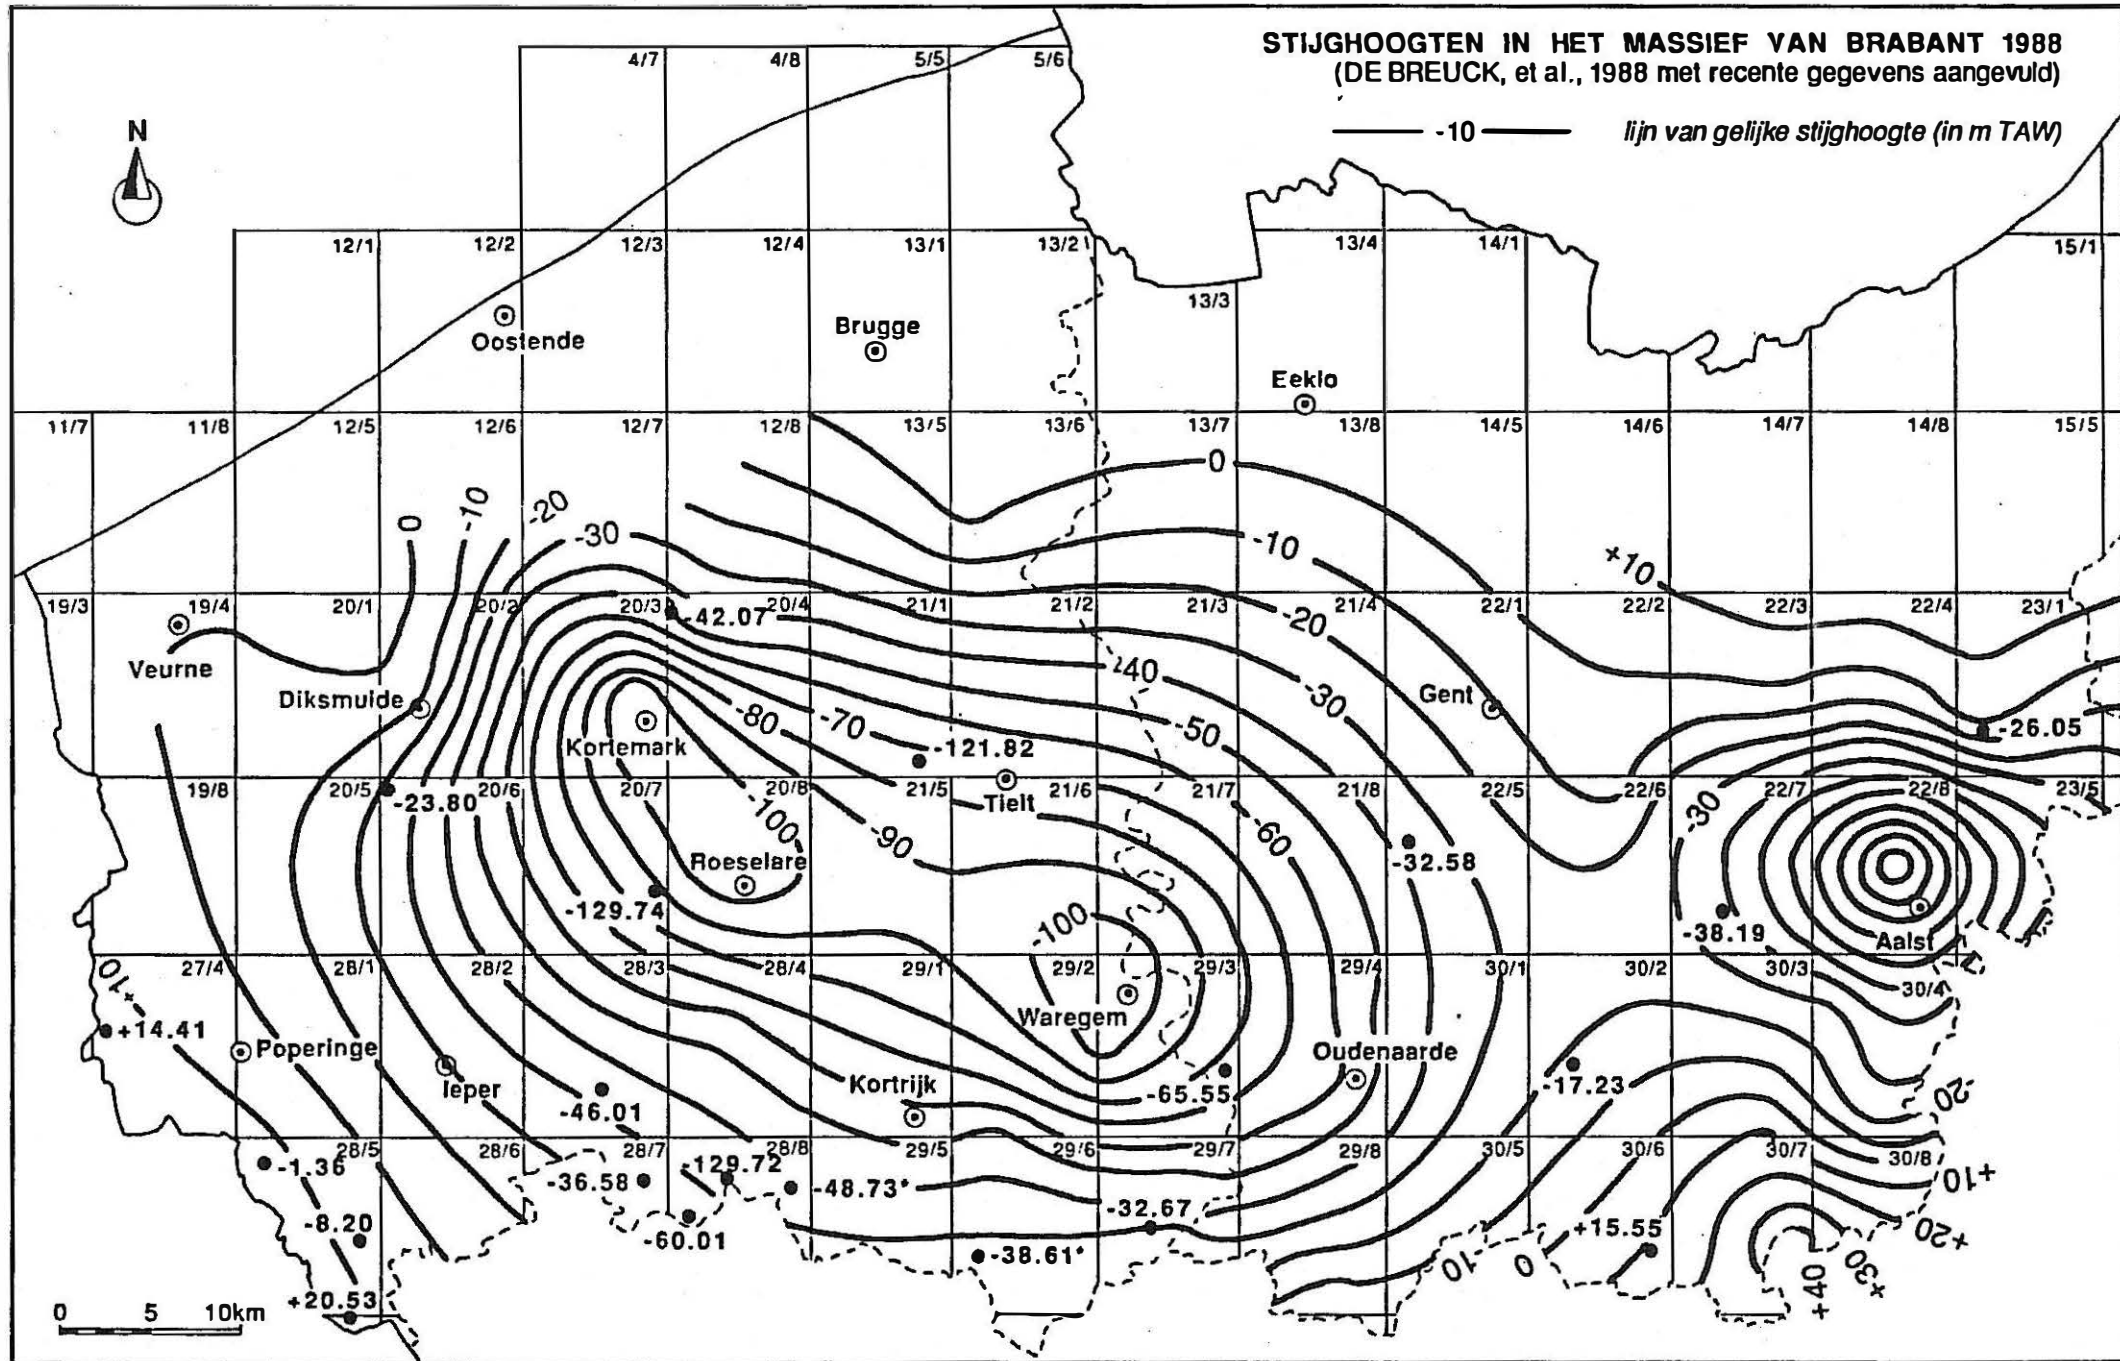 STIJGHOOGTEN IN HET MASSIEF VAN BRABANT 1988
(DE BREUCK, et al., 1988 met recente gegevens aangevuld)
-10 lijn van gelijke stijghoogte (in m TAW)
N
4/7 4/8 5/5 5/6
12/1 12/2 12/3 12/4 13/1 13/2 13/4 14/1 15/1
13/3
Oostende
Brugge
Eeklo
11/7 11/8 12/5 12/6 12/7 12/8 13/5 13/6 13/7 13/8 14/5 14/6 14/7 14/8 15/5
0
0 -10 -20 -30
-10
+10
19/3 19/4 20/1 20/2 20/3 20/4 21/1 21/2 21/3 21/4 22/1 22/2 22/3 22/4 23/1
-42.07
-20
Veurne
-40
Diksmuide
-30
Gent
-80 -70
-50
-26.05
Kortemark
-121.82
19/8 20/5 20/6 20/7 20/8 21/5 21/6 21/7 21/8 22/5 22/6 22/7 22/8 23/5
-23.80
Tielt
-100
-90
-60
-30
Roeselare
-32.58
-129.74
-100
-38.19
Aalst
27/4 28/1 28/2 28/3 28/4 29/1 29/2 29/3 29/4 30/1 30/2 30/3
30/4
+10
+14.41
Waregem
Poperinge
Ieper
Oudenaarde
Kortrijk
-46.01
-65.55
-17.23
-20
28/5 28/6 28/7 28/8 29/5 29/6 29/7 29/8 30/5 30/6 30/7 30/8
-1.36
-129.72
-36.58
-48.73*
+10
-8.20
-32.67
+15.55
+20
-60.01
-38.61*
-10 0
+40 +30
+20.53
0 5 10km